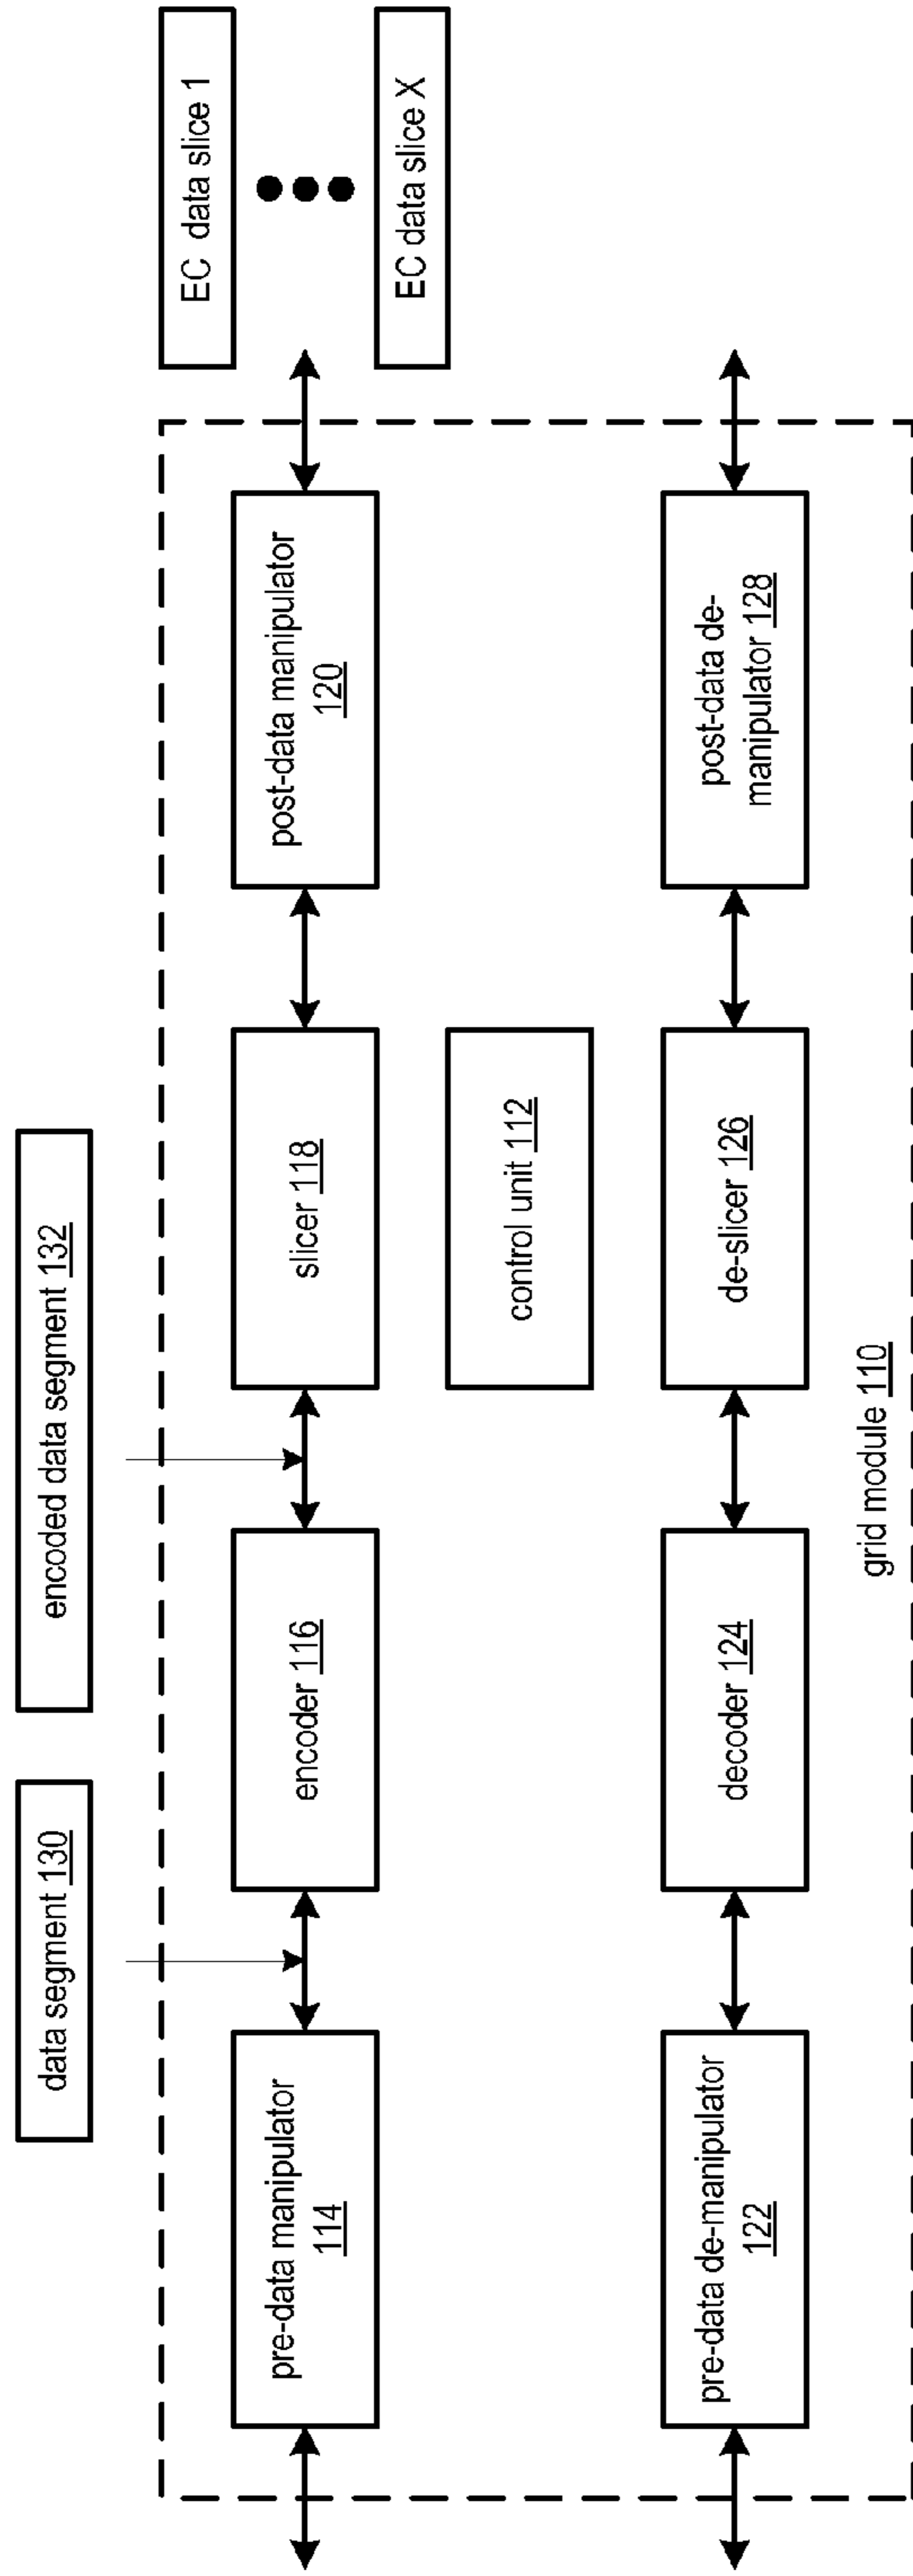 data segment 130
encoded data segment 132
EC data slice 1
EC data slice X
pre-data manipulator
114
encoder 116
slicer 118
post-data manipulator
120
control unit 112
pre-data de-manipulator
122
decoder 124
de-slicer 126
post-data de-
manipulator 128
grid module 110